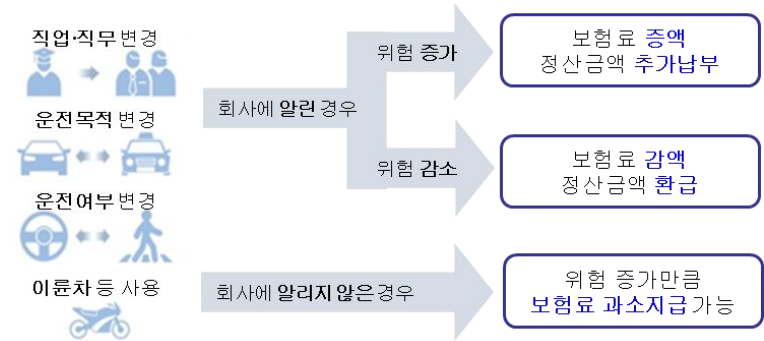 직업·직무 변경
운전목적 변경
운전여부 변경
이륜차 등 사용
회사에 알린 경우
위험 증가
보험료 증액
정산금액 추가납부
위험 감소
보험료 감액
정산금액 환급
회사에 알리지 않은 경우
위험 증가만큼
보험료 과소지급 가능